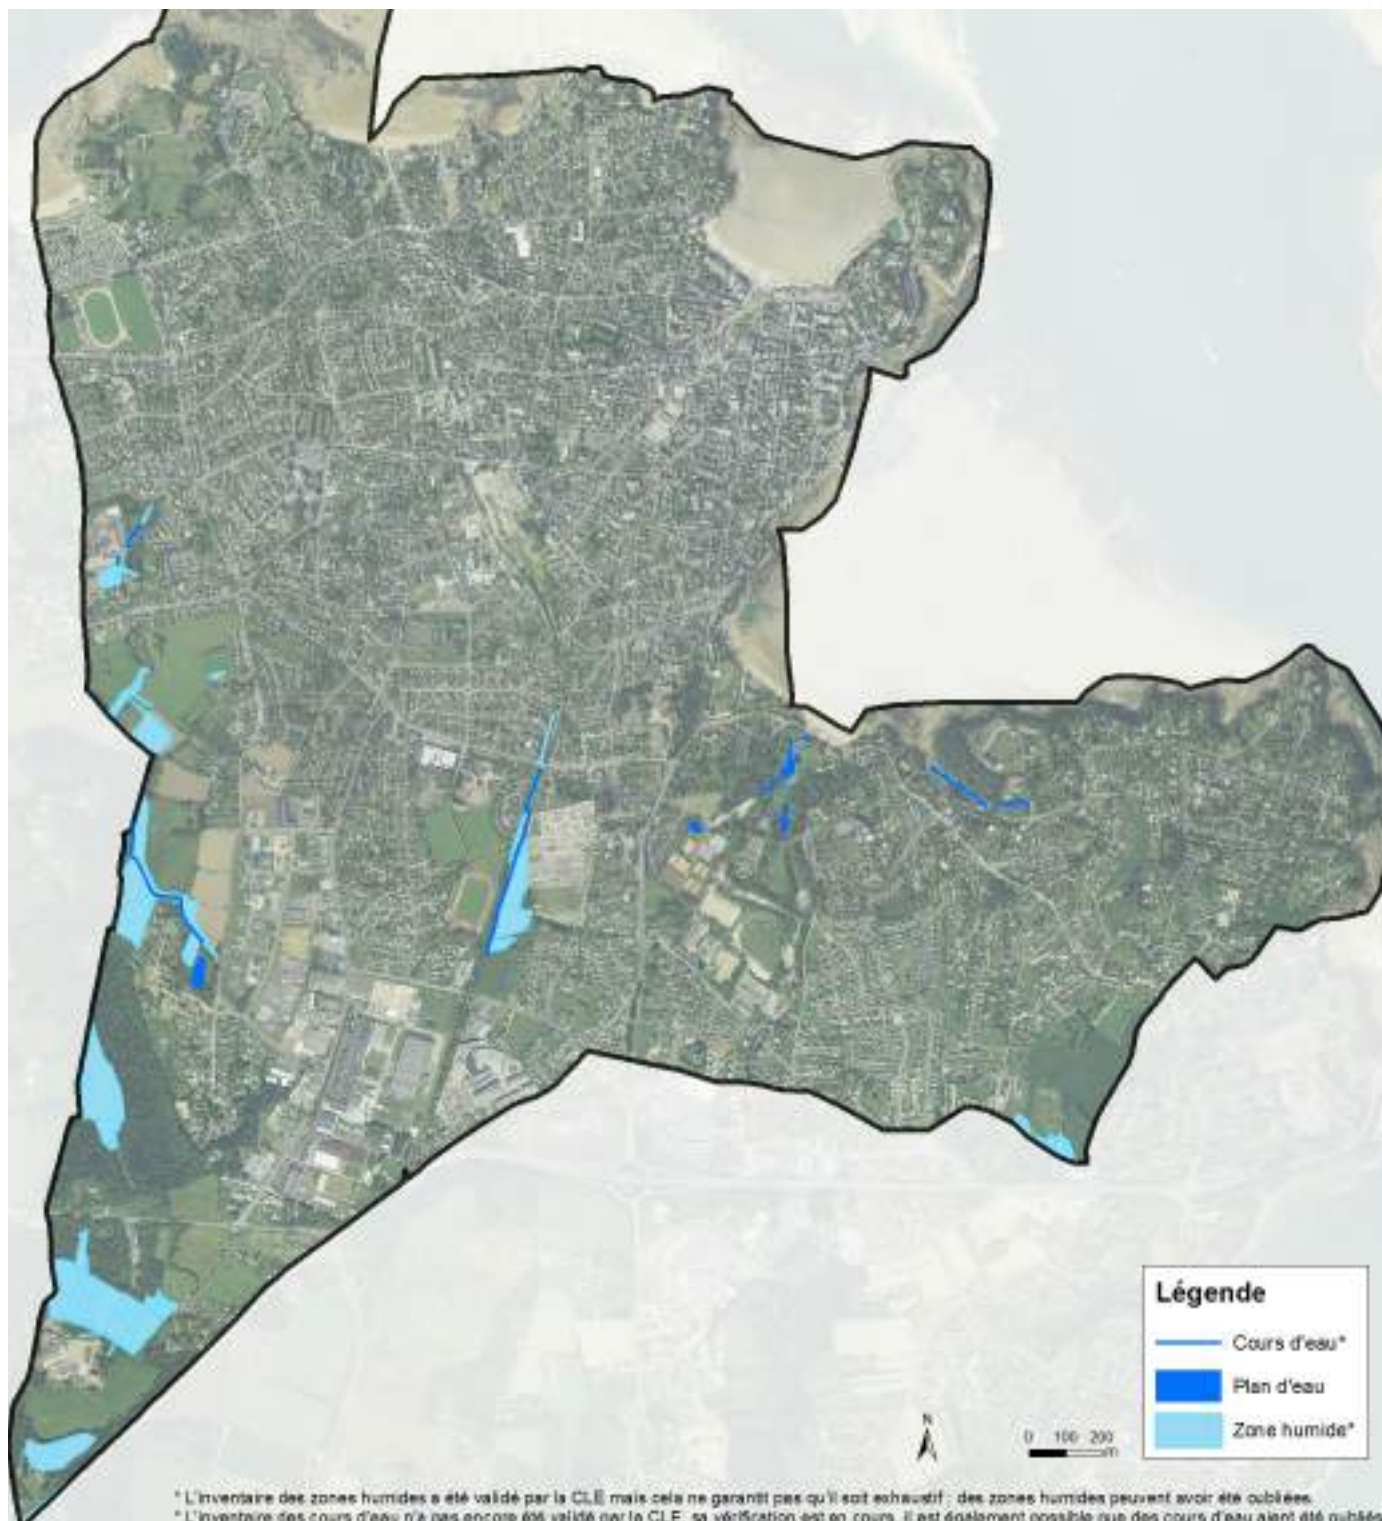 Légende
Cours d'eau*
Plan d'eau
Zone humide*
N
0 100 200
m
* L'inventaire des zones humides a été validé par la CLE mais cela ne garantit pas qu'il soit exhaustif ; des zones humides peuvent avoir été oubliées.
* L'inventaire des cours d'eau n'a pas encore été validé par la CLE, sa vérification est en cours, il est également possible que des cours d'eau aient été oubliés